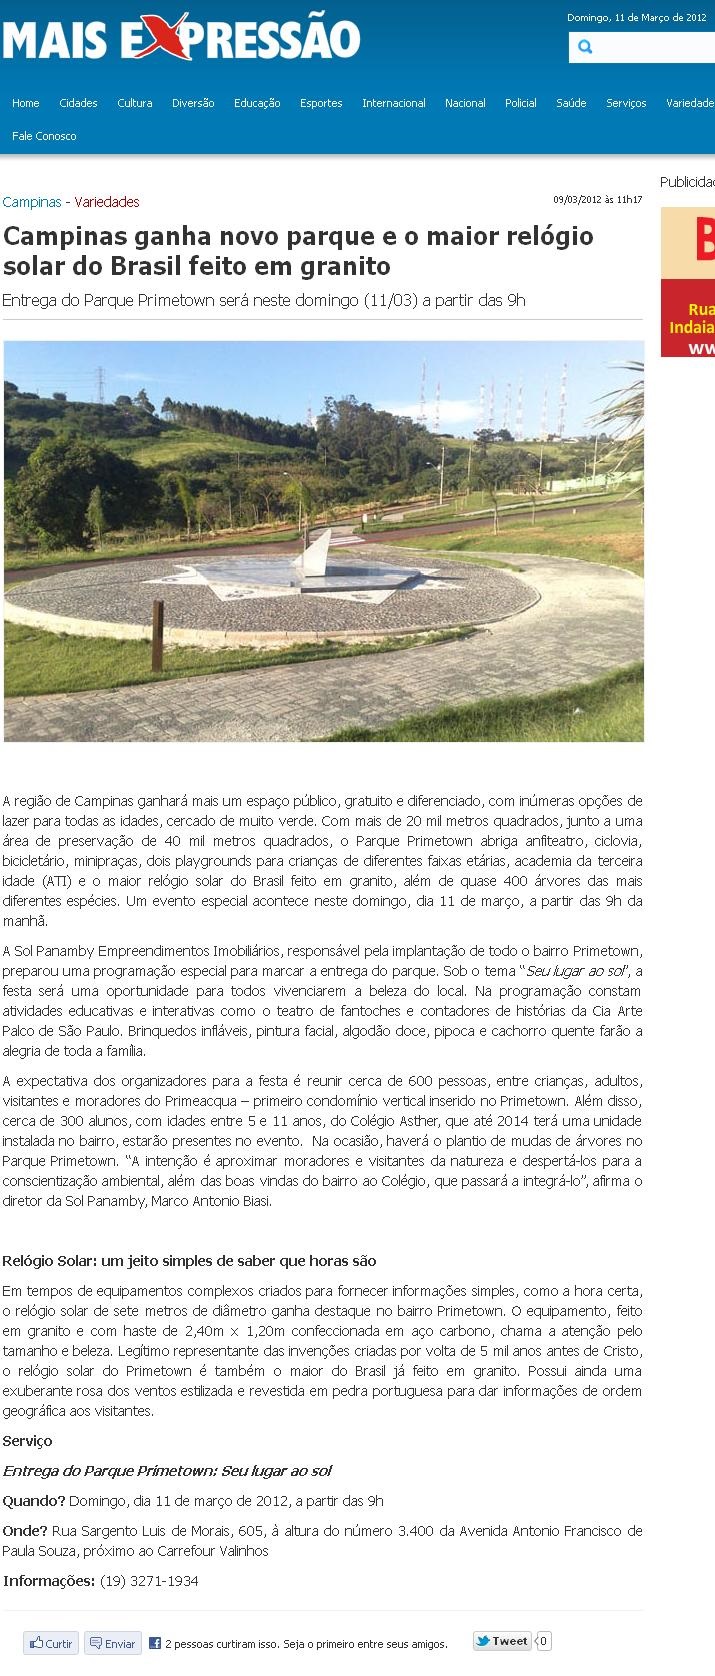 MAIS EXPRESSÃO
Domingo, 11 de Março de 2012
Home Cidades Cultura Diversão Educação Esportes Internacional Nacional Policial Saúde Serviços Variedade
Fale Conosco
Publicidad
Campinas - Variedades
09/03/2012 às 11h17
Campinas ganha novo parque e o maior relógio
solar do Brasil feito em granito
Entrega do Parque Primetown será neste domingo (11/03) a partir das 9h
B
Rua
Indaia
ww
A região de Campinas ganhará mais um espaço público, gratuito e diferenciado, com inúmeras opções de
lazer para todas as idades, cercado de muito verde. Com mais de 20 mil metros quadrados, junto a uma
área de preservação de 40 mil metros quadrados, o Parque Primetown abriga anfiteatro, ciclovia,
bicicletário, minipraças, dois playgrounds para crianças de diferentes faixas etárias, academia da terceira
idade (ATI) e o maior relógio solar do Brasil feito em granito, além de quase 400 árvores das mais
diferentes espécies. Um evento especial acontece neste domingo, dia 11 de março, a partir das 9h da
manhã.
A Sol Panamby Empreendimentos Imobiliários, responsável pela implantação de todo o bairro Primetown,
preparou uma programação especial para marcar a entrega do parque. Sob o tema “Seu lugar ao sol”, a
festa será uma oportunidade para todos vivenciarem a beleza do local. Na programação constam
atividades educativas e interativas como o teatro de fantoches e contadores de histórias da Cia Arte
Palco de São Paulo. Brinquedos infláveis, pintura facial, algodão doce, pipoca e cachorro quente farão a
alegria de toda a família.
A expectativa dos organizadores para a festa é reunir cerca de 600 pessoas, entre crianças, adultos,
visitantes e moradores do Primeacqua – primeiro condomínio vertical inserido no Primetown. Além disso,
cerca de 300 alunos, com idades entre 5 e 11 anos, do Colégio Asther, que até 2014 terá uma unidade
instalada no bairro, estarão presentes no evento. Na ocasião, haverá o plantio de mudas de árvores no
Parque Primetown. “A intenção é aproximar moradores e visitantes da natureza e despertá-los para a
conscientização ambiental, além das boas vindas do bairro ao Colégio, que passará a integrá-lo”, afirma o
diretor da Sol Panamby, Marco Antonio Biasi.
Relógio Solar: um jeito simples de saber que horas são
Em tempos de equipamentos complexos criados para fornecer informações simples, como a hora certa,
o relógio solar de sete metros de diâmetro ganha destaque no bairro Primetown. O equipamento, feito
em granito e com haste de 2,40m x 1,20m confeccionada em aço carbono, chama a atenção pelo
tamanho e beleza. Legítimo representante das invenções criadas por volta de 5 mil anos antes de Cristo,
o relógio solar do Primetown é também o maior do Brasil já feito em granito. Possui ainda uma
exuberante rosa dos ventos estilizada e revestida em pedra portuguesa para dar informações de ordem
geográfica aos visitantes.
Serviço
Entrega do Parque Primetown: Seu lugar ao sol
Quando? Domingo, dia 11 de março de 2012, a partir das 9h
Onde? Rua Sargento Luis de Morais, 605, à altura do número 3.400 da Avenida Antonio Francisco de
Paula Souza, próximo ao Carrefour Valinhos
Informações: (19) 3271-1934
Curtir Enviar 2 pessoas curtiram isso. Seja o primeiro entre seus amigos. Tweet 0